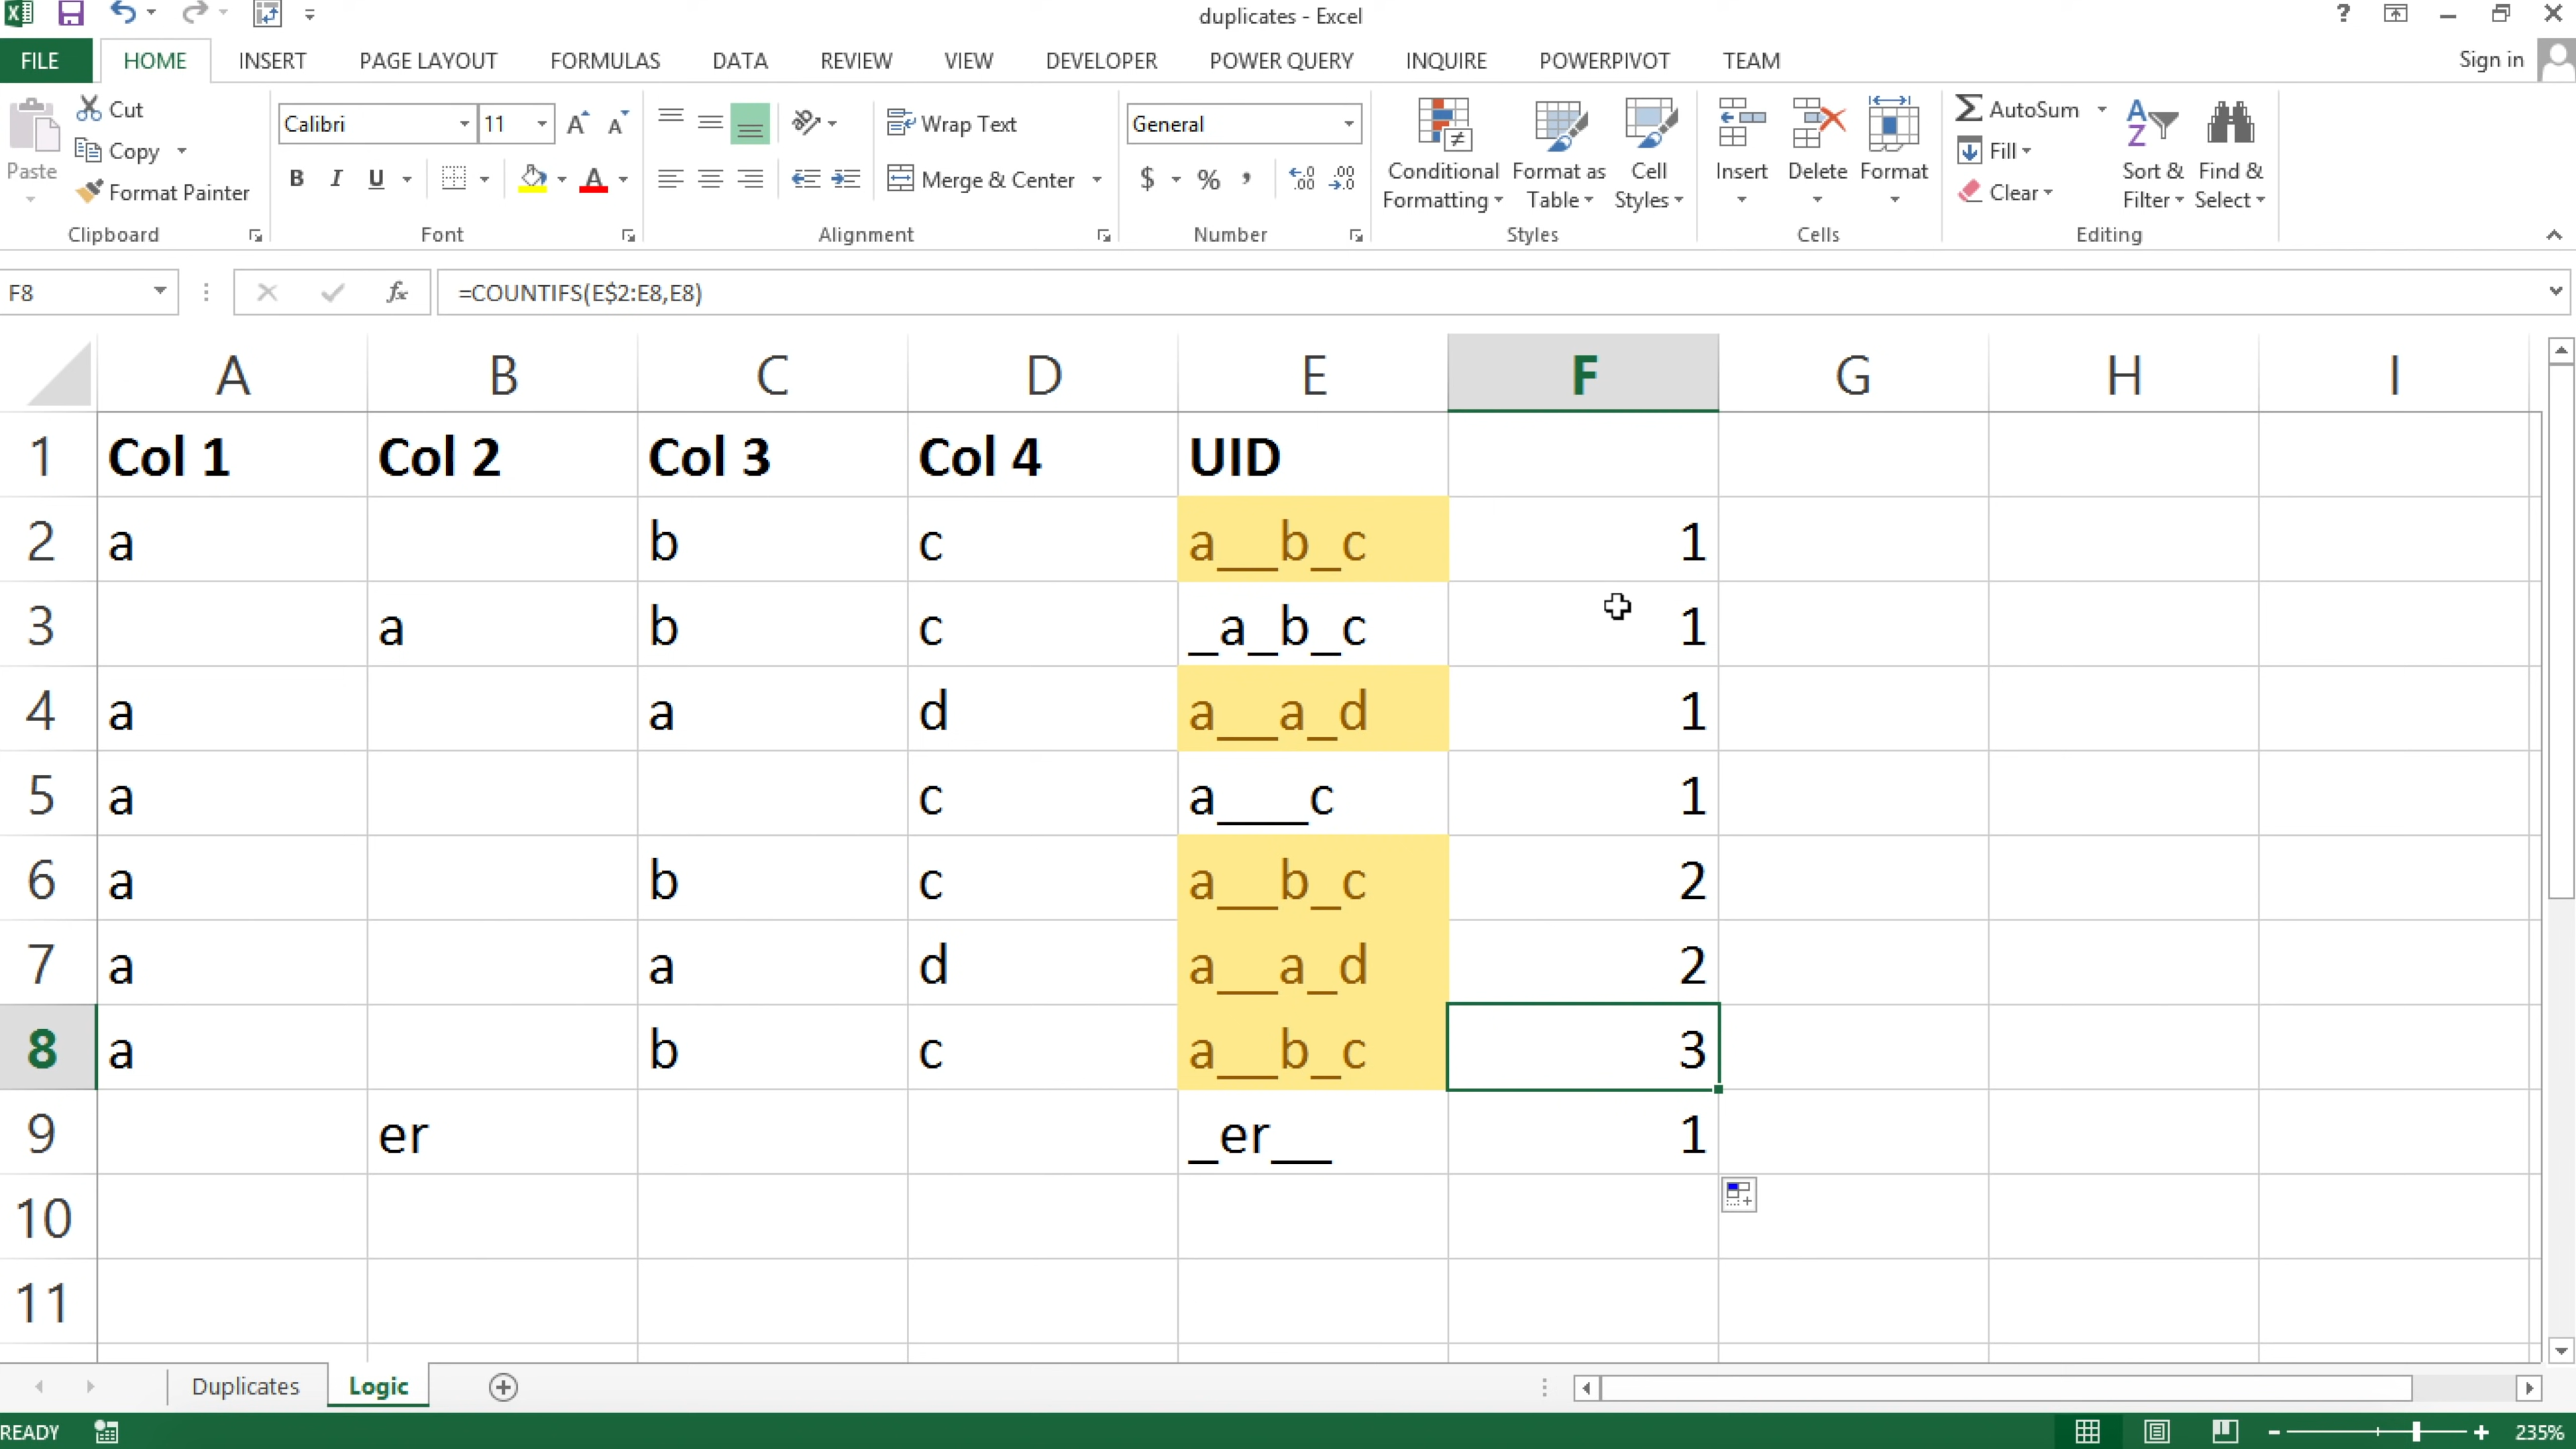 duplicates - Excel
FILE HOME INSERT PAGE LAYOUT FORMULAS DATA REVIEW VIEW DEVELOPER POWER QUERY INQUIRE POWERPIVOT TEAM Sign in
Paste
Cut
Copy
Format Painter
Clipboard
Calibri 11
B I U
Font
Wrap Text
Merge & Center
Alignment
General
$ % ,
Number
Conditional Formatting
Format as Table
Cell Styles
Styles
Insert Delete Format
Cells
AutoSum
Fill
Clear
Sort & Filter
Find & Select
Editing
F8 fx =COUNTIFS(E$2:E8,E8)
A B C D E F G H I
1 Col 1 Col 2 Col 3 Col 4 UID
2 a b c a__b_c 1
3 a b c _a_b_c 1
4 a a d a__a_d 1
5 a c a___c 1
6 a b c a__b_c 2
7 a a d a__a_d 2
8 a b c a__b_c 3
9 er _er__ 1
10
11
Duplicates Logic
READY 235%